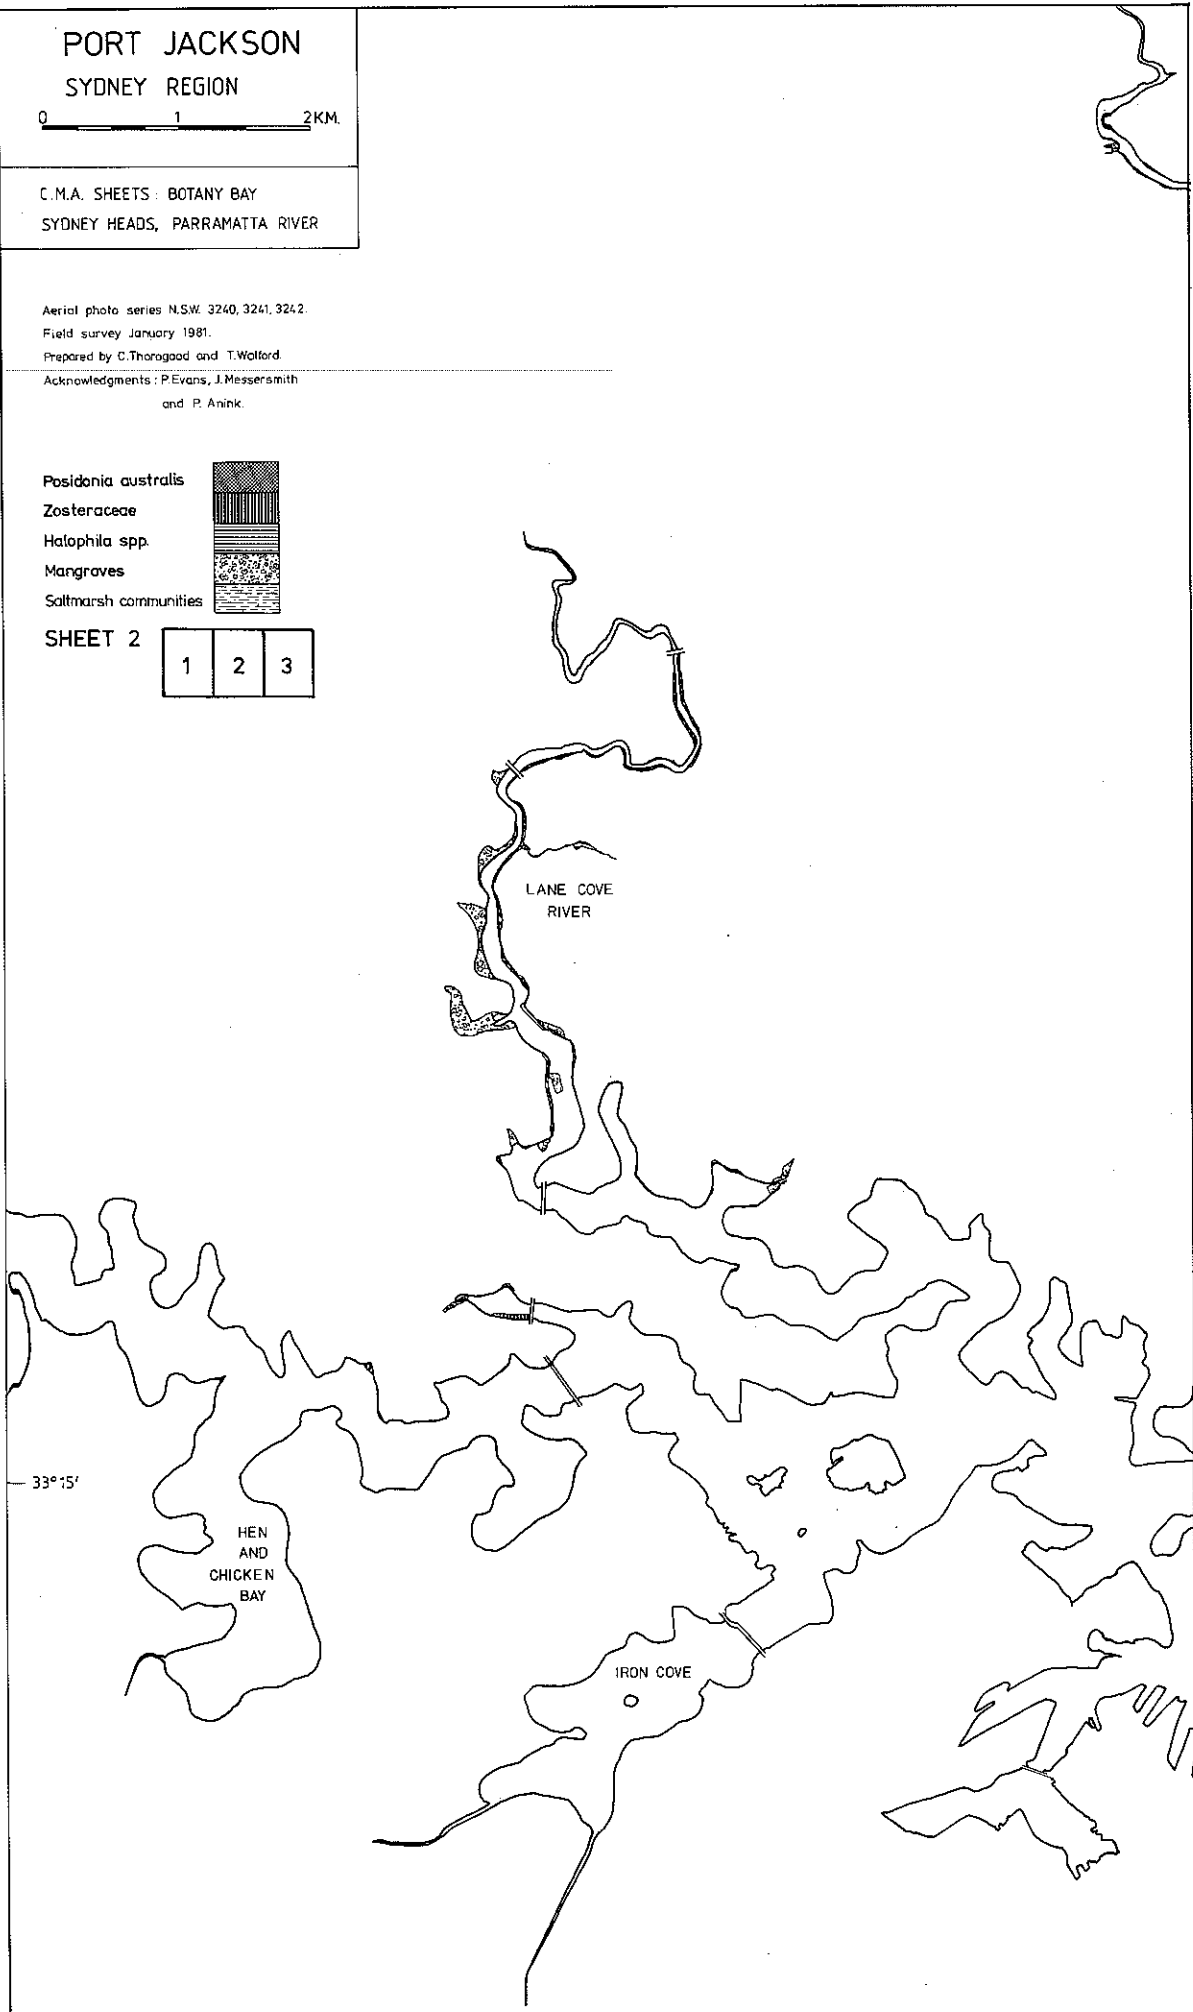 PORT JACKSON
SYDNEY REGION
0 1 2KM.
C.M.A. SHEETS : BOTANY BAY
SYDNEY HEADS, PARRAMATTA RIVER
Aerial photo series N.S.W. 3240, 3241, 3242.
Field survey January 1981.
Prepared by C.Thorogood and T.Walford.
Acknowledgments : P.Evans, J.Messersmith
and P. Anink.
Posidonia australis
Zosteraceae
Halophila spp.
Mangroves
Saltmarsh communities
SHEET 2
1 2 3
LANE COVE
RIVER
33°15'
HEN
AND
CHICKEN
BAY
IRON COVE